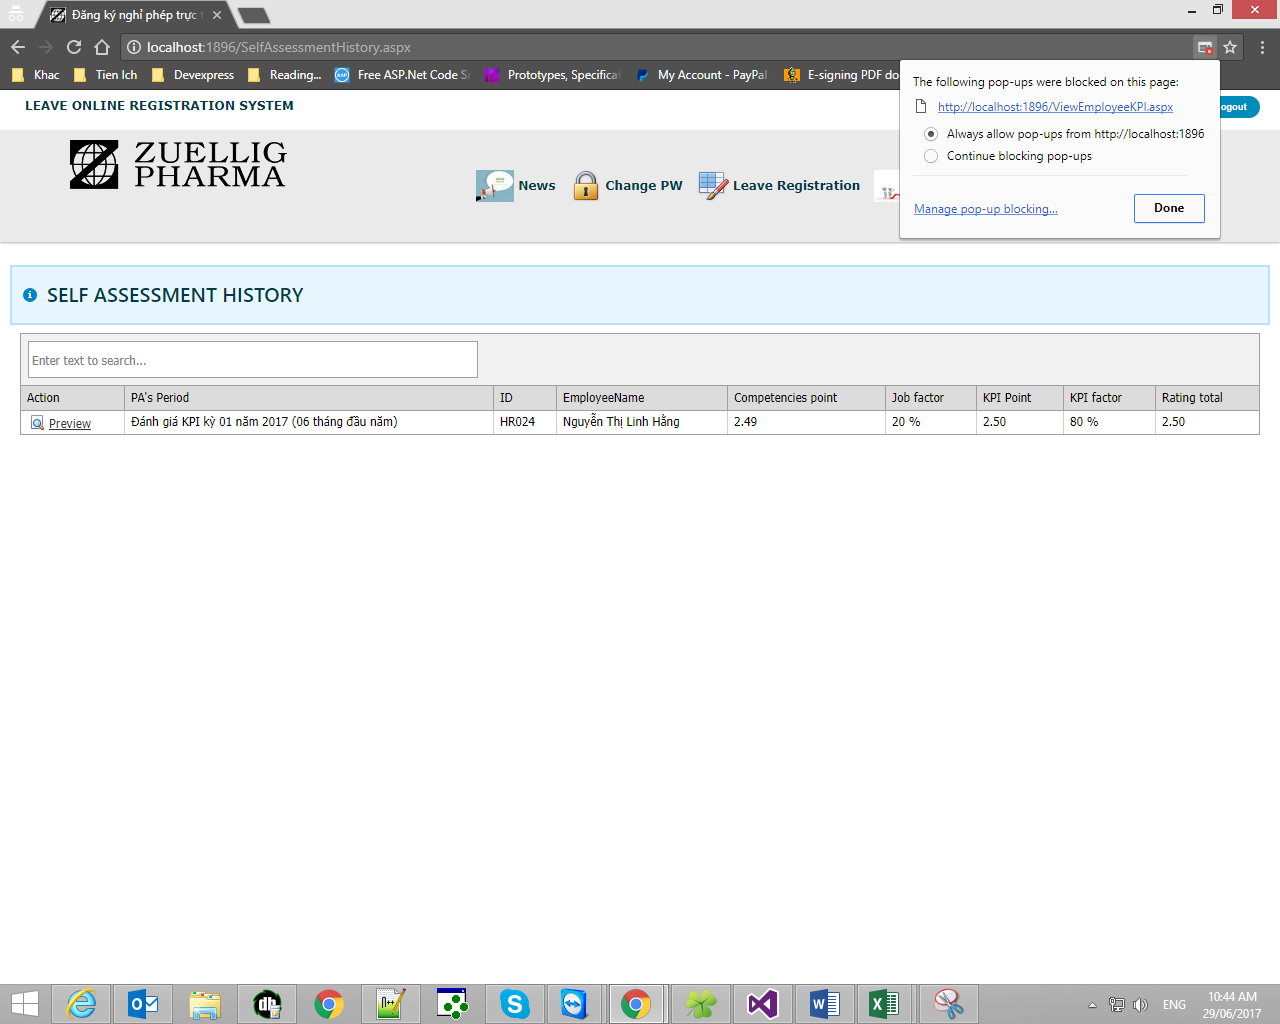 Đăng ký nghỉ phép trực t
localhost:1896/SelfAssessmentHistory.aspx
Khac
Tien Ich
Devexpress
Reading...
Free ASP.Net Code S
Prototypes, Specifica
My Account - PayPal
E-signing PDF do
The following pop-ups were blocked on this page:
http://localhost:1896/ViewEmployeeKPI.aspx
Always allow pop-ups from http://localhost:1896
Continue blocking pop-ups
Manage pop-up blocking...
Done
LEAVE ONLINE REGISTRATION SYSTEM
ogout
ZUELLIG
PHARMA
News
Change PW
Leave Registration
SELF ASSESSMENT HISTORY
Enter text to search...
Action PA's Period ID EmployeeName Competencies point Job factor KPI Point KPI factor Rating total
Preview Đánh giá KPI kỳ 01 năm 2017 (06 tháng đầu năm) HR024 Nguyễn Thị Linh Hằng 2.49 20 % 2.50 80 % 2.50
ENG
10:44 AM
29/06/2017